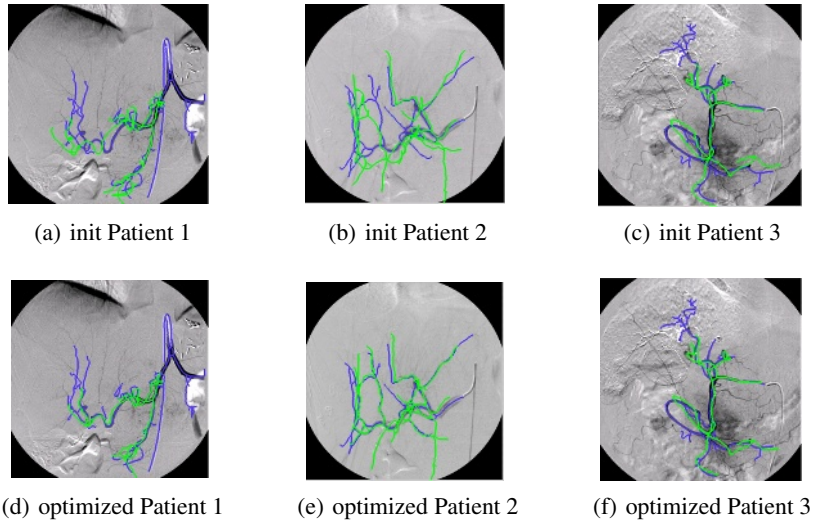 (a) init Patient 1
(b) init Patient 2
(c) init Patient 3
(d) optimized Patient 1
(e) optimized Patient 2
(f) optimized Patient 3